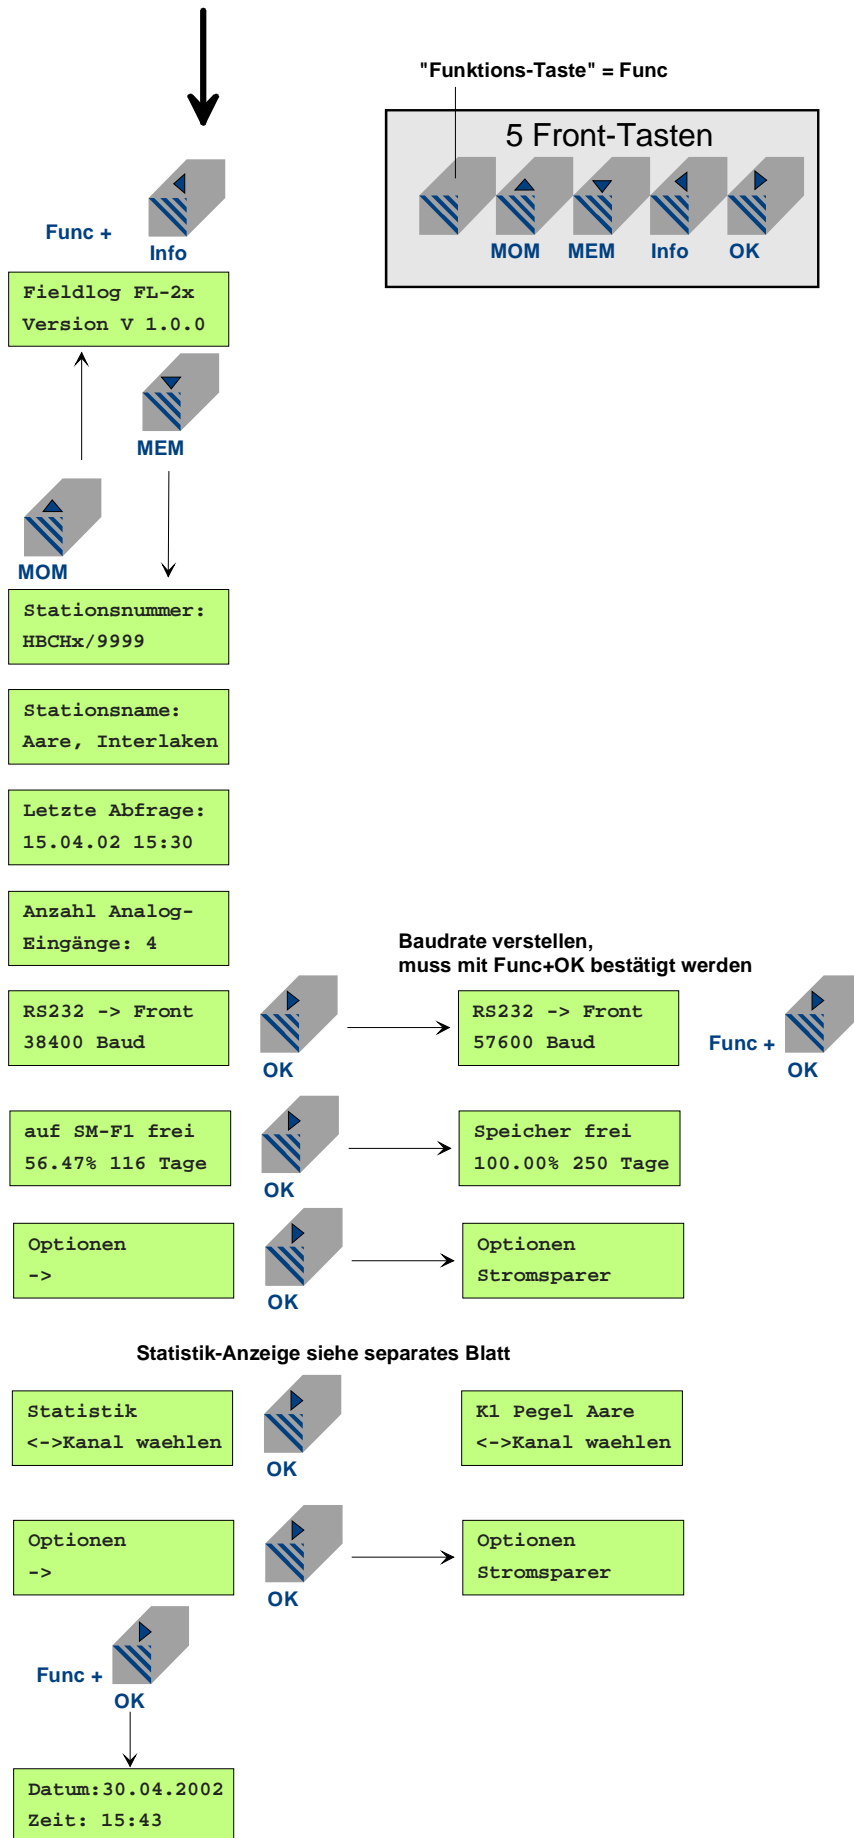 "Funktions-Taste" = Func
5 Front-Tasten
MOM MEM Info OK
Func +
Info
Fieldlog FL-2x
Version V 1.0.0
MEM
MOM
Stationsnummer:
HBCHx/9999
Stationsname:
Aare, Interlaken
Letzte Abfrage:
15.04.02 15:30
Anzahl Analog-
Eingänge: 4
Baudrate verstellen,
muss mit Func+OK bestätigt werden
RS232 -> Front
38400 Baud
OK
RS232 -> Front
57600 Baud
Func +
OK
auf SM-F1 frei
56.47% 116 Tage
OK
Speicher frei
100.00% 250 Tage
Optionen
->
OK
Optionen
Stromsparer
Statistik-Anzeige siehe separates Blatt
Statistik
<->Kanal waehlen
OK
K1 Pegel Aare
<->Kanal waehlen
Optionen
->
OK
Optionen
Stromsparer
Func +
OK
Datum:30.04.2002
Zeit: 15:43